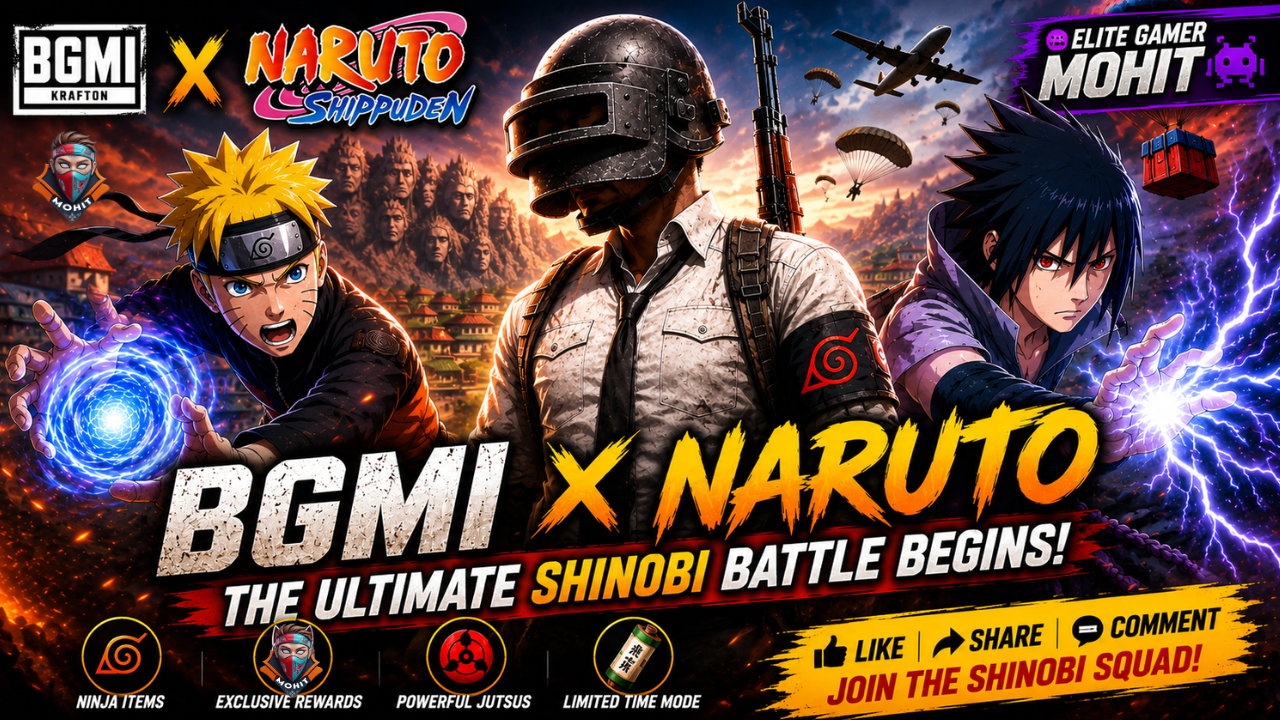 BGMI
KRAFTON
X
NARUTO
SHIPPUDEN
ELITE GAMER
MOHIT
MOHIT
BGMI X NARUTO
THE ULTIMATE SHINOBI BATTLE BEGINS!
NINJA ITEMS
MOHIT
EXCLUSIVE REWARDS
POWERFUL JUTSUS
LIMITED TIME MODE
LIKE | SHARE | COMMENT
JOIN THE SHINOBI SQUAD!